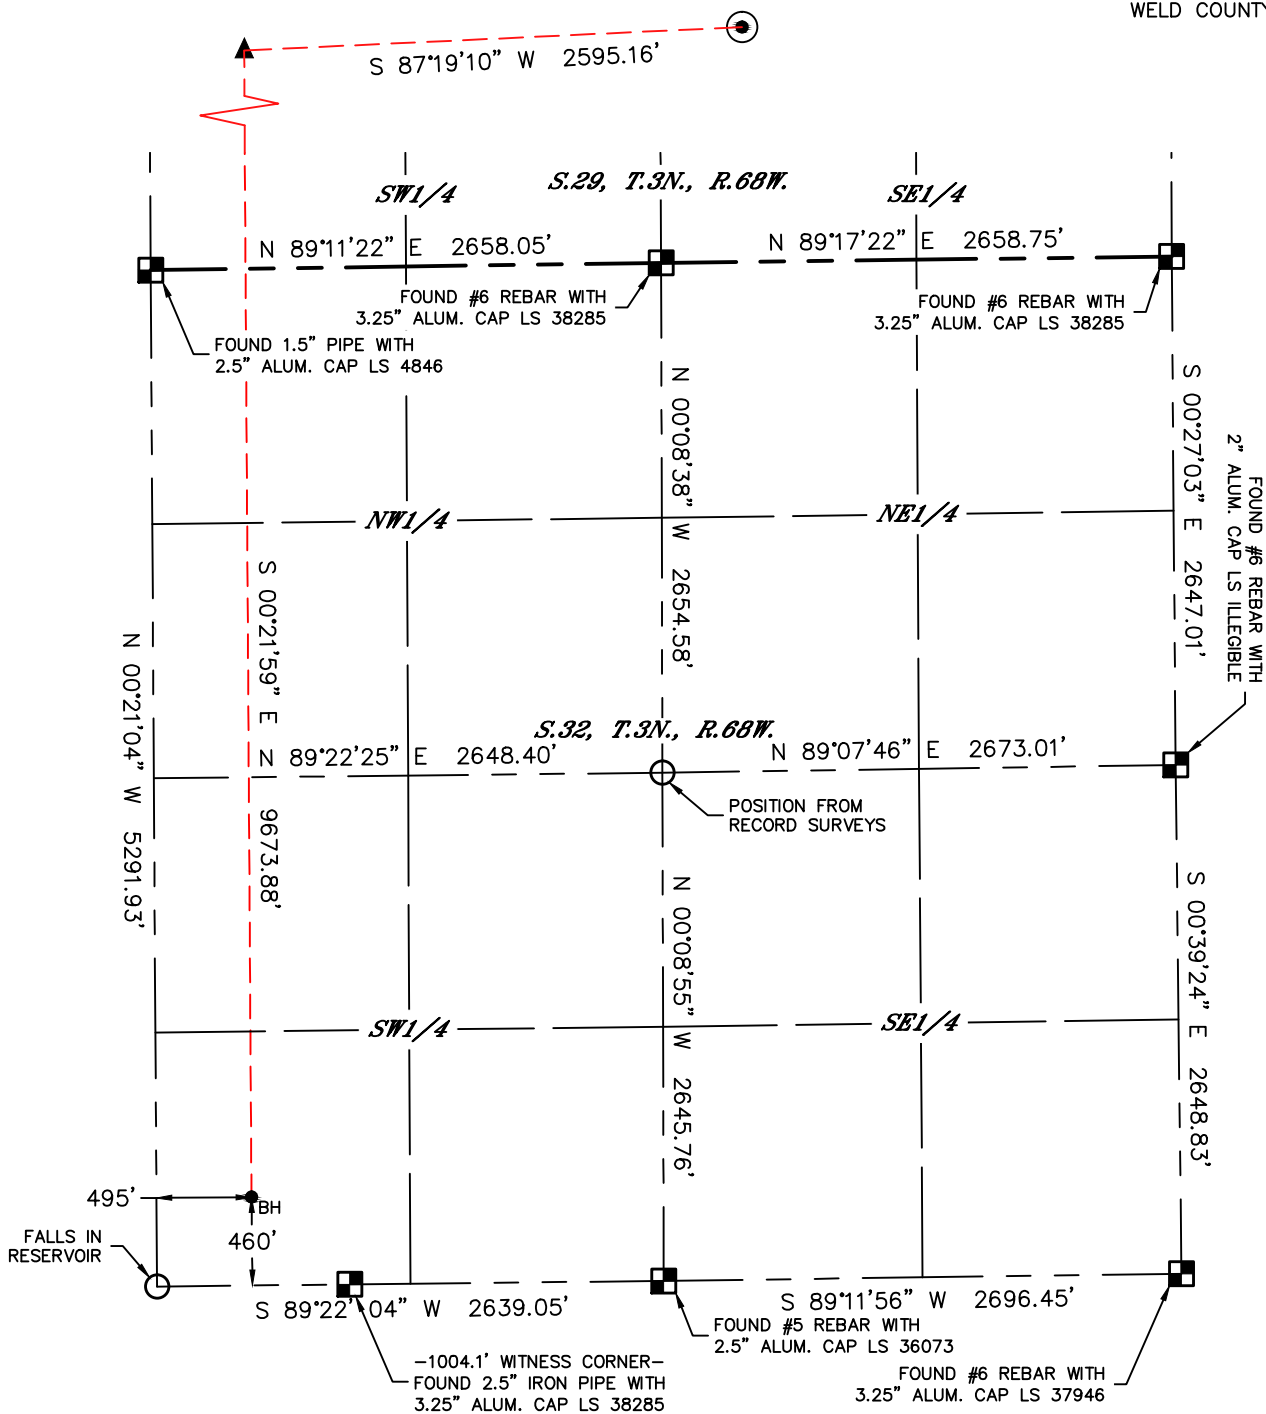 WELD COUNTY
S 87°19'10" W 2595.16'
S.29, T.3N., R.68W.
SW1/4
SE1/4
N 89°11'22" E 2658.05'
N 89°17'22" E 2658.75'
FOUND #6 REBAR WITH
3.25" ALUM. CAP LS 38285
FOUND #6 REBAR WITH
3.25" ALUM. CAP LS 38285
FOUND 1.5" PIPE WITH
2.5" ALUM. CAP LS 4846
N 00°08'38" W 2654.58'
S 00°27'03" E 2647.01'
FOUND #6 REBAR WITH
2" ALUM. CAP LS ILLEGIBLE
NW1/4
NE1/4
S 00°21'59" E 9673.88'
N 00°21'04" W 5291.93'
S.32, T.3N., R.68W.
N 89°22'25" E 2648.40'
N 89°07'46" E 2673.01'
POSITION FROM
RECORD SURVEYS
N 00°08'55" W 2645.76'
S 00°39'24" E 2648.83'
SW1/4
SE1/4
495'
BH
460'
FALLS IN
RESERVOIR
S 89°22'04" W 2639.05'
S 89°11'56" W 2696.45'
FOUND #5 REBAR WITH
2.5" ALUM. CAP LS 36073
-1004.1' WITNESS CORNER-
FOUND 2.5" IRON PIPE WITH
3.25" ALUM. CAP LS 38285
FOUND #6 REBAR WITH
3.25" ALUM. CAP LS 37946